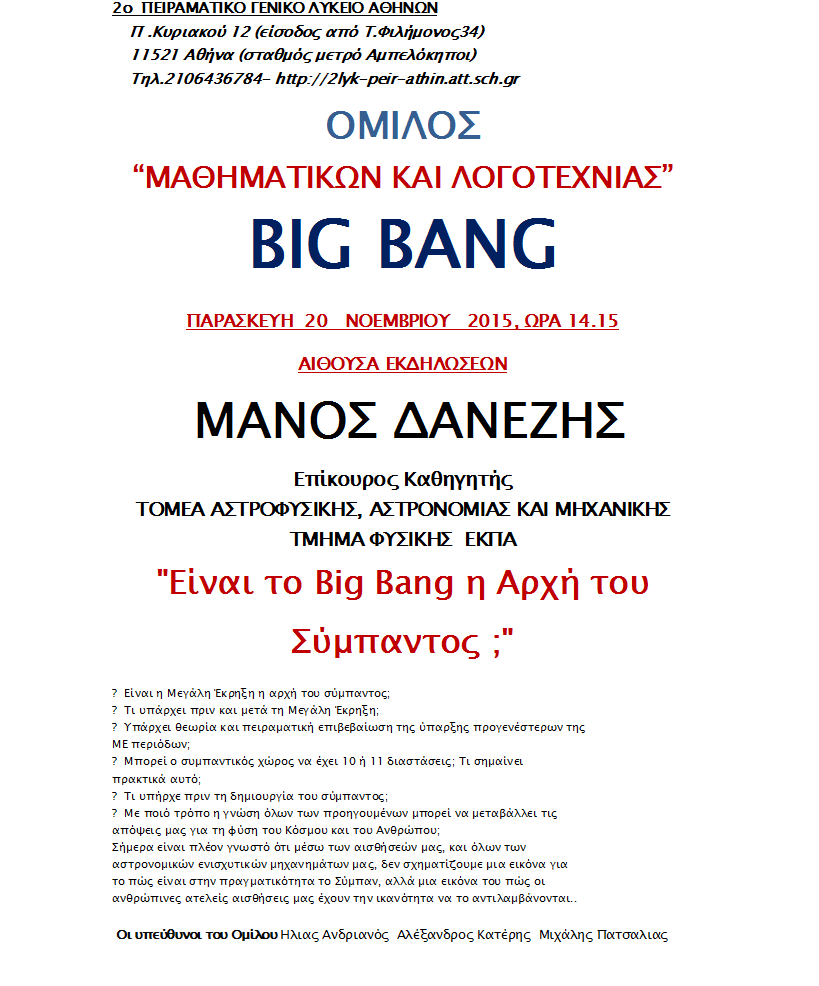 2ο ΠΕΙΡΑΜΑΤΙΚΟ ΓΕΝΙΚΟ ΛΥΚΕΙΟ ΑΘΗΝΩΝ
Π .Κυριακού 12 (είσοδος από Τ.Φιλήμονος34)
11521 Αθήνα (σταθμός μετρό Αμπελόκηποι)
Τηλ.2106436784- http://2lyk-peir-athin.att.sch.gr
ΟΜΙΛΟΣ
“ΜΑΘΗΜΑΤΙΚΩΝ ΚΑΙ ΛΟΓΟΤΕΧΝΙΑΣ”
BIG BANG
ΠΑΡΑΣΚΕΥΗ 20 ΝΟΕΜΒΡΙΟΥ 2015, ΩΡΑ 14.15
ΑΙΘΟΥΣΑ ΕΚΔΗΛΩΣΕΩΝ
ΜΑΝΟΣ ΔΑΝΕΖΗΣ
Επίκουρος Καθηγητής
ΤΟΜΕΑ ΑΣΤΡΟΦΥΣΙΚΗΣ, ΑΣΤΡΟΝΟΜΙΑΣ ΚΑΙ ΜΗΧΑΝΙΚΗΣ
ΤΜΗΜΑ ΦΥΣΙΚΗΣ ΕΚΠΑ
"Είναι το Big Bang η Αρχή του
Σύμπαντος ;"
? Είναι η Μεγάλη Έκρηξη η αρχή του σύμπαντος;
? Τι υπάρχει πριν και μετά τη Μεγάλη Έκρηξη;
? Υπάρχει θεωρία και πειραματική επιβεβαίωση της ύπαρξης προγενέστερων της
ΜΕ περιόδων;
? Μπορεί ο συμπαντικός χώρος να έχει 10 ή 11 διαστάσεις; Τι σημαίνει
πρακτικά αυτό;
? Τι υπήρχε πριν τη δημιουργία του σύμπαντος;
? Με ποιό τρόπο η γνώση όλων των προηγουμένων μπορεί να μεταβάλλει τις
απόψεις μας για τη φύση του Κόσμου και του Ανθρώπου;
Σήμερα είναι πλέον γνωστό ότι μέσω των αισθήσεών μας, και όλων των
αστρονομικών ενισχυτικών μηχανημάτων μας, δεν σχηματίζουμε μια εικόνα για
το πώς είναι στην πραγματικότητα το Σύμπαν, αλλά μια εικόνα του πώς οι
ανθρώπινες ατελείς αισθήσεις μας έχουν την ικανότητα να το αντιλαμβάνονται..
Οι υπεύθυνοι του Ομίλου Ηλιας Ανδριανός Αλέξανδρος Κατέρης Μιχάλης Πατσαλιας